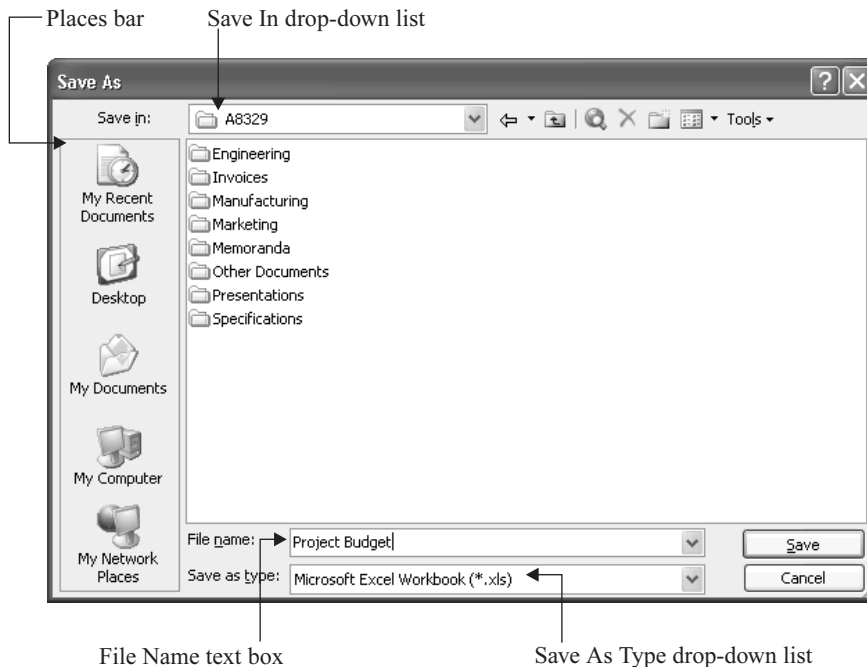 Places bar
Save In drop-down list
Save As
Save in:
A8329
Tools
My Recent
Documents
Desktop
My Documents
My Computer
My Network
Places
Engineering
Invoices
Manufacturing
Marketing
Memoranda
Other Documents
Presentations
Specifications
File name:
Project Budget
Save
Save as type:
Microsoft Excel Workbook (*.xls)
Cancel
File Name text box
Save As Type drop-down list